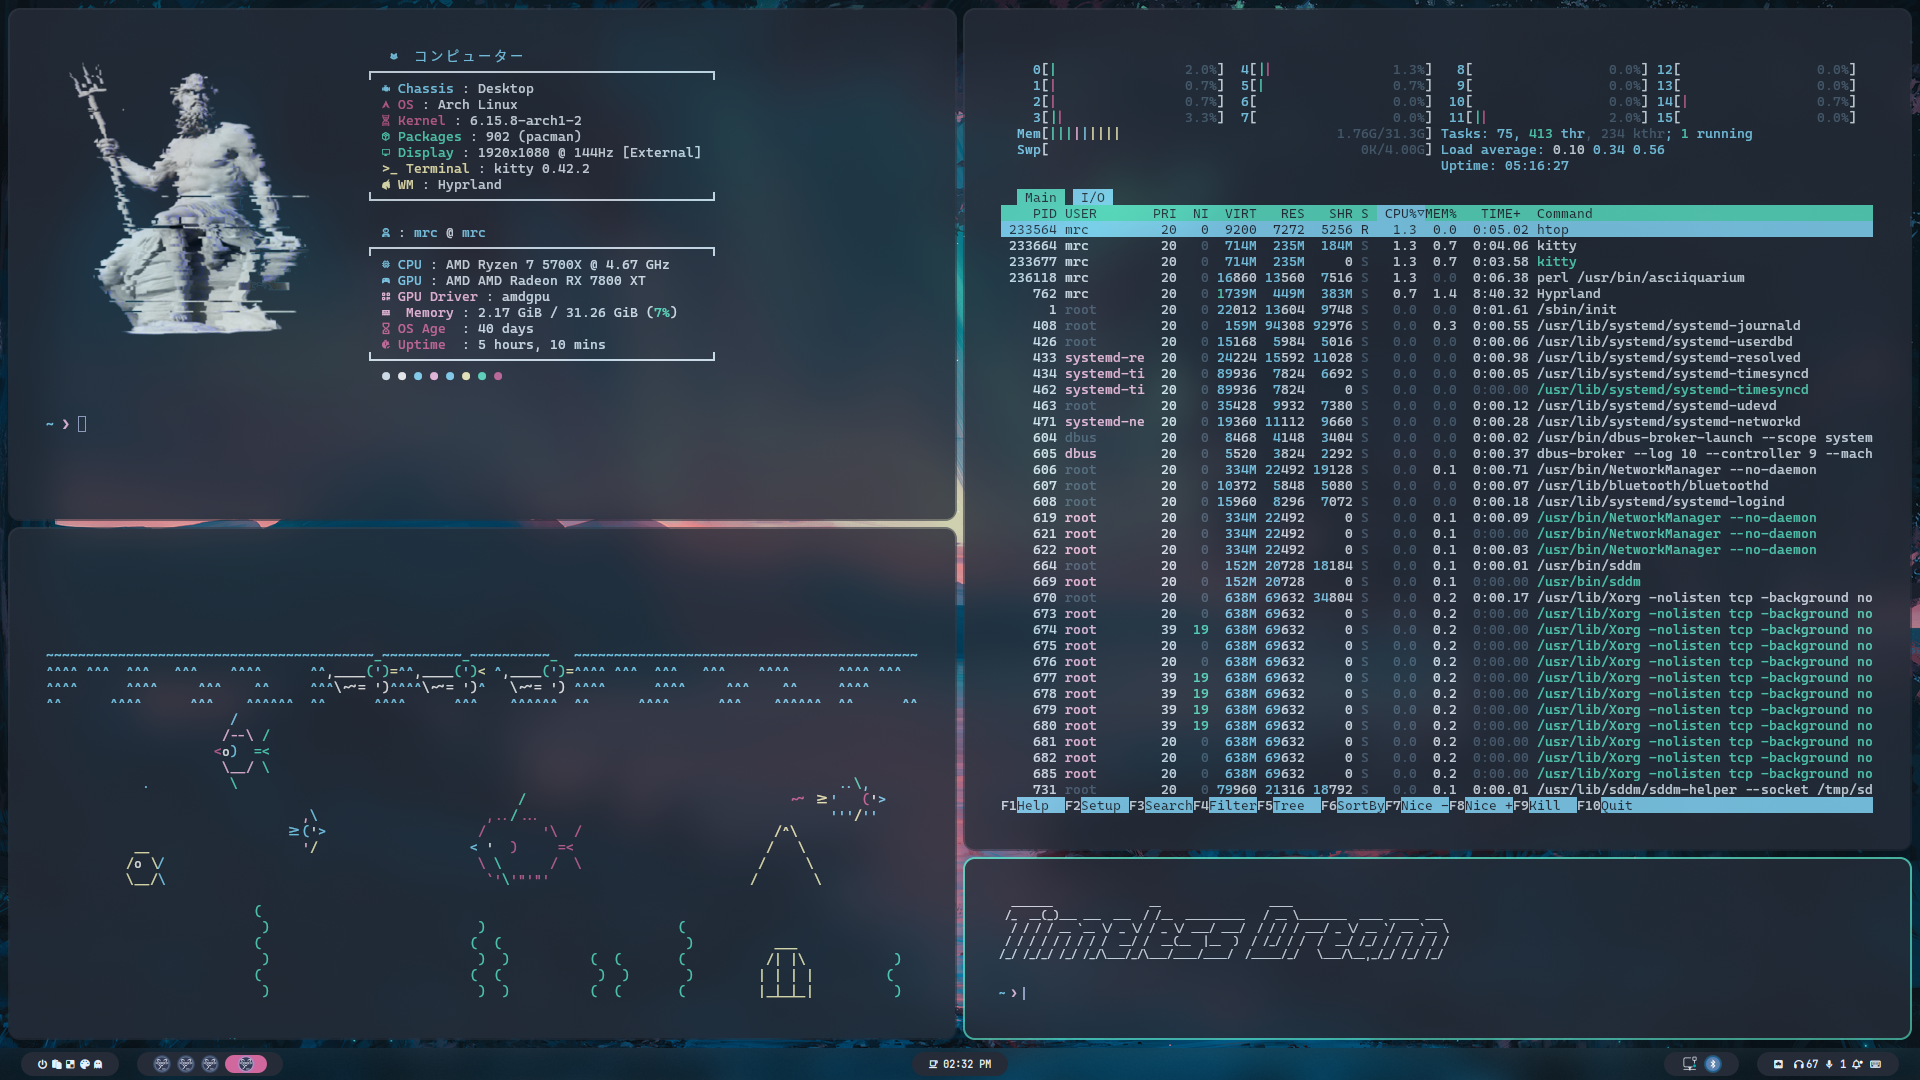 コンピューター
Chassis : Desktop
OS : Arch Linux
Kernel : 6.15.8-arch1-2
Packages : 902 (pacman)
Display : 1920x1080 @ 144Hz [External]
>_ Terminal : kitty 0.42.2
WM : Hyprland
: mrc @ mrc
CPU : AMD Ryzen 7 5700X @ 4.67 GHz
GPU : AMD AMD Radeon RX 7800 XT
GPU Driver : amdgpu
Memory : 2.17 GiB / 31.26 GiB (7%)
OS Age : 40 days
Uptime : 5 hours, 10 mins
~ ❯
0[| 2.0%] 4[|| 1.3%] 8[ 0.0%] 12[ 0.0%]
1[| 0.7%] 5[| 0.7%] 9[ 0.0%] 13[ 0.0%]
2[| 0.7%] 6[ 0.0%] 10[ 0.0%] 14[| 0.7%]
3[|| 3.3%] 7[ 0.0%] 11[|| 2.0%] 15[ 0.0%]
Mem[||||||||| 1.76G/31.3G] Tasks: 75, 413 thr, 234 kthr; 1 running
Swp[ 0K/4.00G] Load average: 0.10 0.34 0.56
Uptime: 05:16:27
Main I/O
PID USER PRI NI VIRT RES SHR S CPU%▽MEM% TIME+ Command
233564 mrc 20 0 9200 7272 5256 R 1.3 0.0 0:05.02 htop
233664 mrc 20 0 714M 235M 184M S 1.3 0.7 0:04.06 kitty
233677 mrc 20 0 714M 235M 0 S 1.3 0.7 0:03.58 kitty
236118 mrc 20 0 16860 13560 7516 S 1.3 0.0 0:06.38 perl /usr/bin/asciiquarium
762 mrc 20 0 1739M 449M 383M S 0.7 1.4 8:40.32 Hyprland
1 root 20 0 22012 13604 9748 S 0.0 0.0 0:01.61 /sbin/init
408 root 20 0 159M 94308 92976 S 0.0 0.3 0:00.55 /usr/lib/systemd/systemd-journald
426 root 20 0 15168 5984 5016 S 0.0 0.0 0:00.06 /usr/lib/systemd/systemd-userdbd
433 systemd-re 20 0 24224 15592 11028 S 0.0 0.0 0:00.98 /usr/lib/systemd/systemd-resolved
434 systemd-ti 20 0 89936 7824 6692 S 0.0 0.0 0:00.05 /usr/lib/systemd/systemd-timesyncd
462 systemd-ti 20 0 89936 7824 0 S 0.0 0.0 0:00.00 /usr/lib/systemd/systemd-timesyncd
463 root 20 0 35428 9932 7380 S 0.0 0.0 0:00.12 /usr/lib/systemd/systemd-udevd
471 systemd-ne 20 0 19360 11112 9660 S 0.0 0.0 0:00.28 /usr/lib/systemd/systemd-networkd
604 dbus 20 0 8468 4148 3404 S 0.0 0.0 0:00.02 /usr/bin/dbus-broker-launch --scope system
605 dbus 20 0 5520 3824 2292 S 0.0 0.0 0:00.37 dbus-broker --log 10 --controller 9 --mach
606 root 20 0 334M 22492 19128 S 0.0 0.1 0:00.71 /usr/bin/NetworkManager --no-daemon
607 root 20 0 10372 5848 5080 S 0.0 0.0 0:00.07 /usr/lib/bluetooth/bluetoothd
608 root 20 0 15960 8296 7072 S 0.0 0.0 0:00.18 /usr/lib/systemd/systemd-logind
619 root 20 0 334M 22492 0 S 0.0 0.1 0:00.09 /usr/bin/NetworkManager --no-daemon
621 root 20 0 334M 22492 0 S 0.0 0.1 0:00.00 /usr/bin/NetworkManager --no-daemon
622 root 20 0 334M 22492 0 S 0.0 0.1 0:00.03 /usr/bin/NetworkManager --no-daemon
664 root 20 0 152M 20728 18184 S 0.0 0.1 0:00.01 /usr/bin/sddm
669 root 20 0 152M 20728 0 S 0.0 0.1 0:00.00 /usr/bin/sddm
670 root 20 0 638M 69632 34804 S 0.0 0.2 0:00.17 /usr/lib/Xorg -nolisten tcp -background no
673 root 20 0 638M 69632 0 S 0.0 0.2 0:00.00 /usr/lib/Xorg -nolisten tcp -background no
674 root 39 19 638M 69632 0 S 0.0 0.2 0:00.00 /usr/lib/Xorg -nolisten tcp -background no
675 root 20 0 638M 69632 0 S 0.0 0.2 0:00.00 /usr/lib/Xorg -nolisten tcp -background no
676 root 20 0 638M 69632 0 S 0.0 0.2 0:00.00 /usr/lib/Xorg -nolisten tcp -background no
677 root 39 19 638M 69632 0 S 0.0 0.2 0:00.00 /usr/lib/Xorg -nolisten tcp -background no
678 root 39 19 638M 69632 0 S 0.0 0.2 0:00.00 /usr/lib/Xorg -nolisten tcp -background no
679 root 39 19 638M 69632 0 S 0.0 0.2 0:00.00 /usr/lib/Xorg -nolisten tcp -background no
680 root 39 19 638M 69632 0 S 0.0 0.2 0:00.00 /usr/lib/Xorg -nolisten tcp -background no
681 root 20 0 638M 69632 0 S 0.0 0.2 0:00.00 /usr/lib/Xorg -nolisten tcp -background no
682 root 20 0 638M 69632 0 S 0.0 0.2 0:00.00 /usr/lib/Xorg -nolisten tcp -background no
685 root 20 0 638M 69632 0 S 0.0 0.2 0:00.00 /usr/lib/Xorg -nolisten tcp -background no
731 root 20 0 79960 21316 18792 S 0.0 0.1 0:00.01 /usr/lib/sddm/sddm-helper --socket /tmp/sd
F1Help F2Setup F3SearchF4FilterF5Tree F6SortByF7Nice -F8Nice +F9Kill F10Quit
Timeless Dream
~ ❯
02:32 PM
67 1